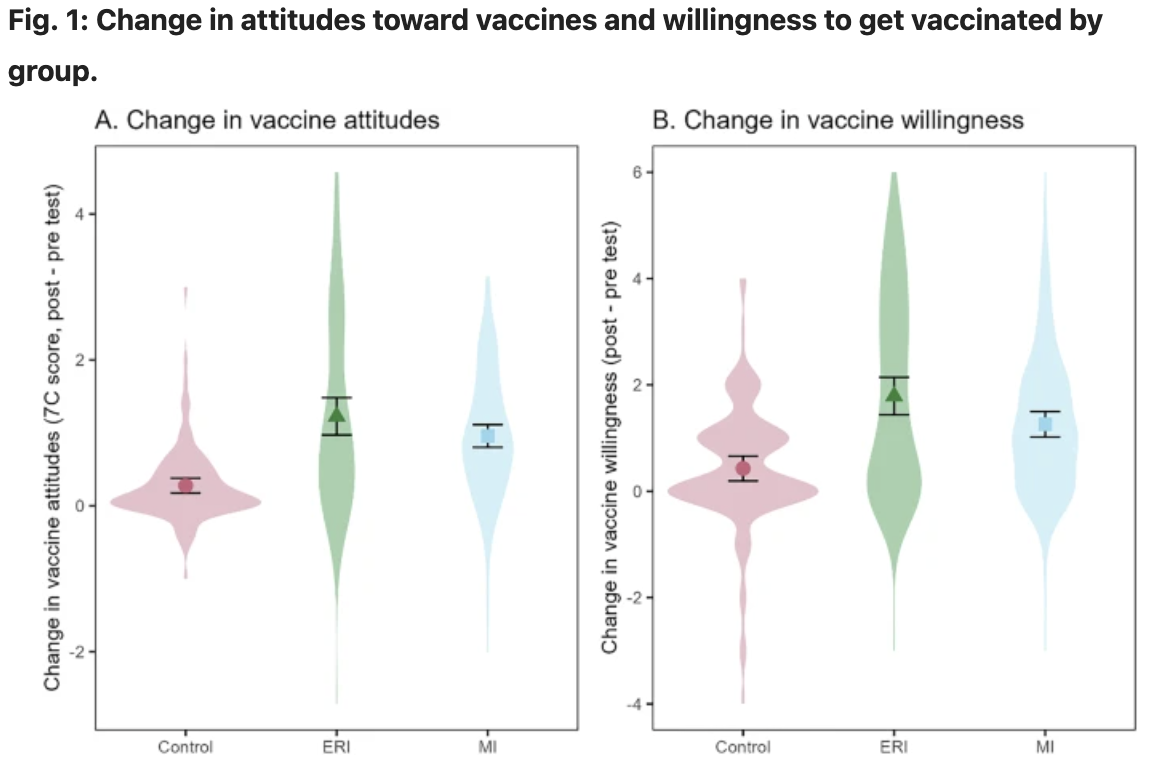 Fig. 1: Change in attitudes toward vaccines and willingness to get vaccinated by
group.
A. Change in vaccine attitudes
Change in vaccine attitudes (7C score, post - pre test)
4
2
0
-2
Control ERI MI
B. Change in vaccine willingness
Change in vaccine willingness (post - pre test)
6
4
2
0
-2
-4
Control ERI MI